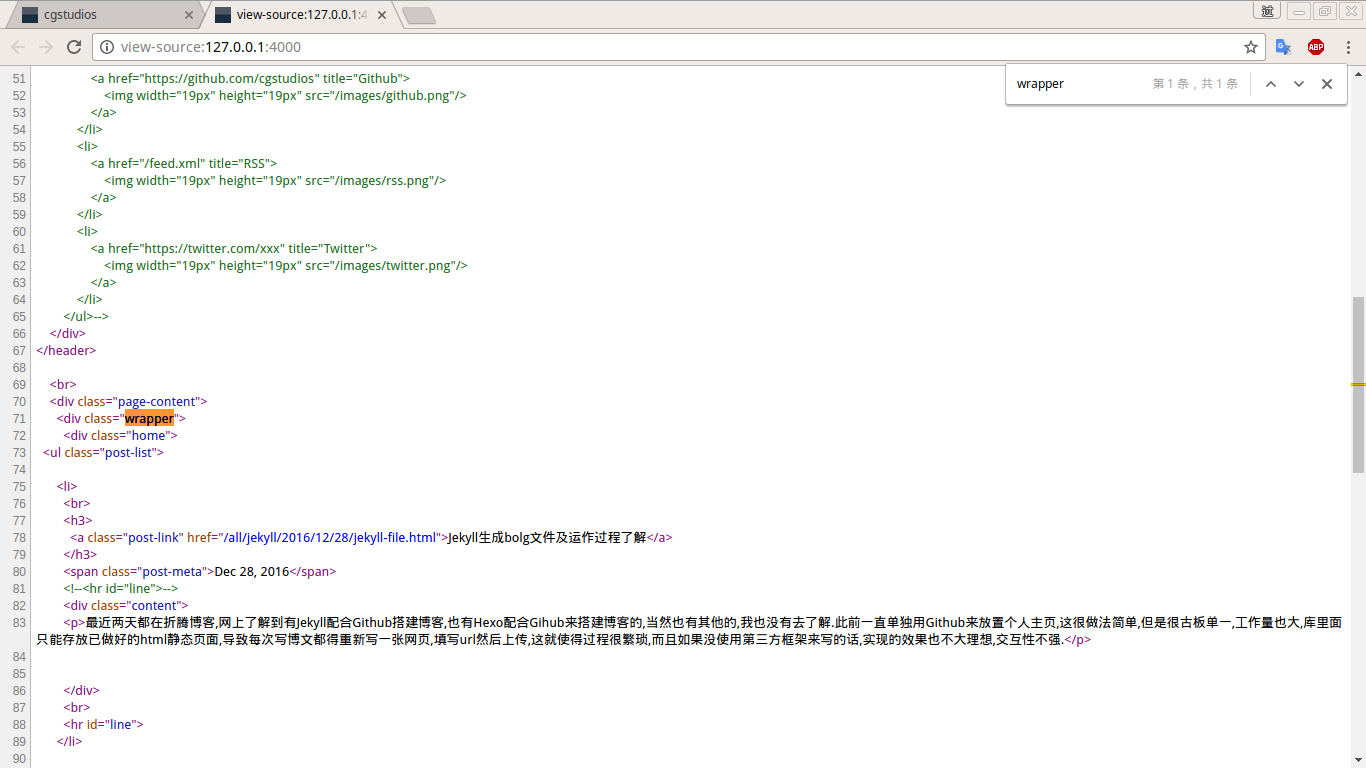 cgstudios
view-source:127.0.0.1:4
view-source:127.0.0.1:4000
ABP
wrapper
第 1 条，共 1 条
51 <a href="https://github.com/cgstudios" title="Github">
52 <img width="19px" height="19px" src="/images/github.png"/>
53 </a>
54 </li>
55 <li>
56 <a href="/feed.xml" title="RSS">
57 <img width="19px" height="19px" src="/images/rss.png"/>
58 </a>
59 </li>
60 <li>
61 <a href="https://twitter.com/xxx" title="Twitter">
62 <img width="19px" height="19px" src="/images/twitter.png"/>
63 </a>
64 </li>
65 </ul>-->
66 </div>
67 </header>
68
69 <br>
70 <div class="page-content">
71 <div class="wrapper">
72 <div class="home">
73 <ul class="post-list">
74
75 <li>
76 <br>
77 <h3>
78 <a class="post-link" href="/all/jekyll/2016/12/28/jekyll-file.html">Jekyll生成bolg文件及运作过程了解</a>
79 </h3>
80 <span class="post-meta">Dec 28, 2016</span>
81 <!--<hr id="line">-->
82 <div class="content">
83 <p>最近两天都在折腾博客,网上了解到有Jekyll配合Github搭建博客,也有Hexo配合Gihub来搭建博客的,当然也有其他的,我也没有去了解.此前一直单独用Github来放置个人主页,这很做法简单,但是很古板单一,工作量也大,库里面
只能存放已做好的html静态页面,导致每次写博文都得重新写一张网页,填写url然后上传,这就使得过程很繁琐,而且如果没使用第三方框架来写的话,实现的效果也不大理想,交互性不强.</p>
84
85
86 </div>
87 <br>
88 <hr id="line">
89 </li>
90